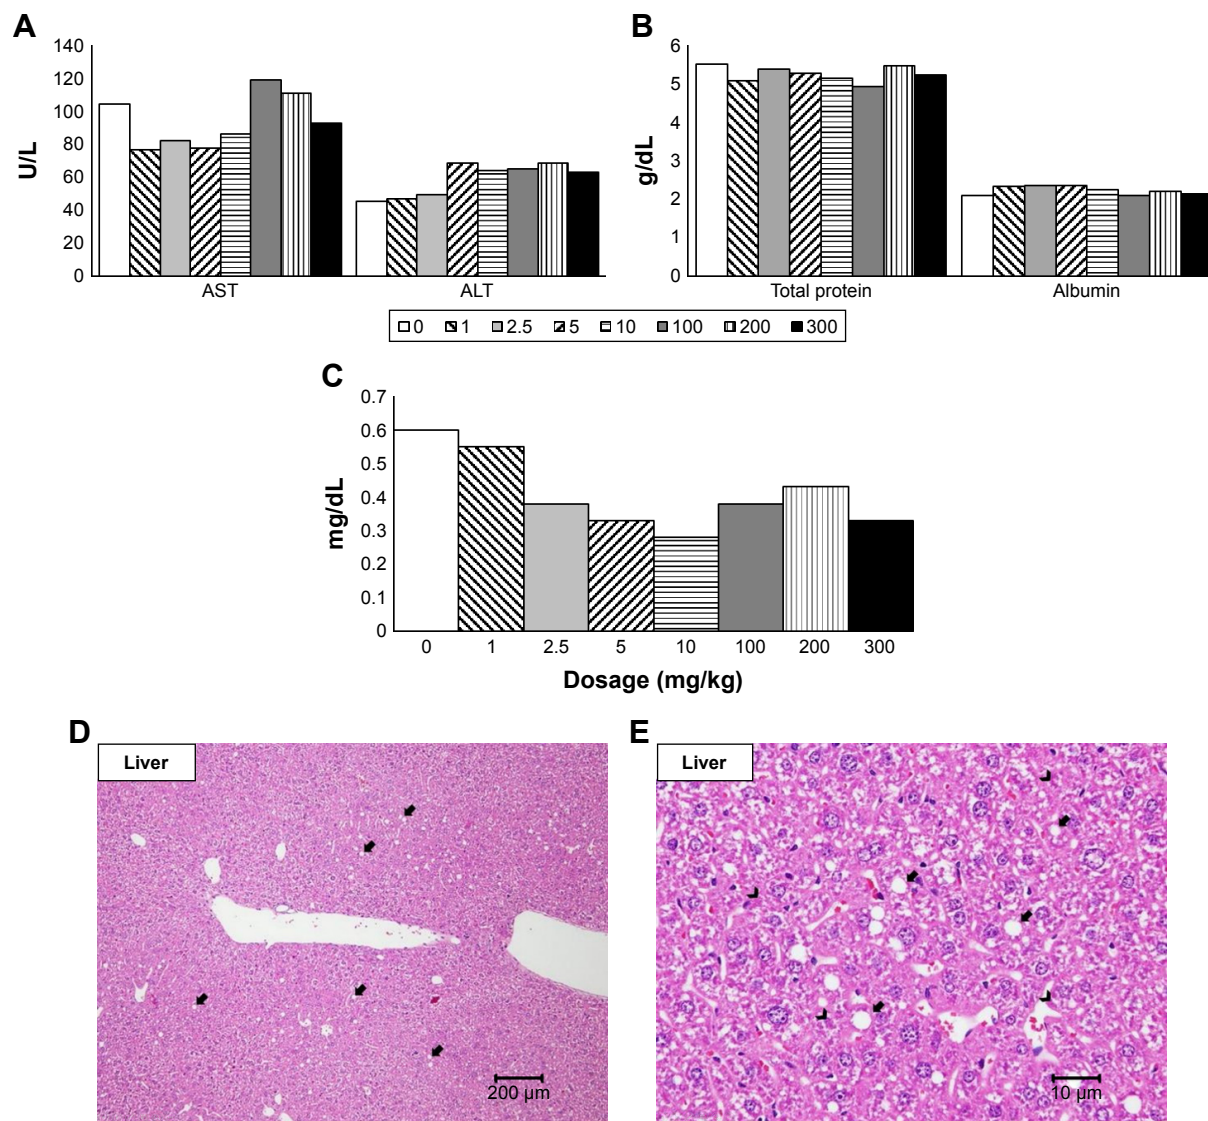 A
B
140
120
100
80
60
40
20
0
U/L
AST
ALT
6
5
4
3
2
1
0
g/dL
Total protein
Albumin
0 1 2.5 5 10 100 200 300
C
0.7
0.6
0.5
0.4
0.3
0.2
0.1
0
mg/dL
0 1 2.5 5 10 100 200 300
Dosage (mg/kg)
D
Liver
200 µm
E
Liver
10 µm